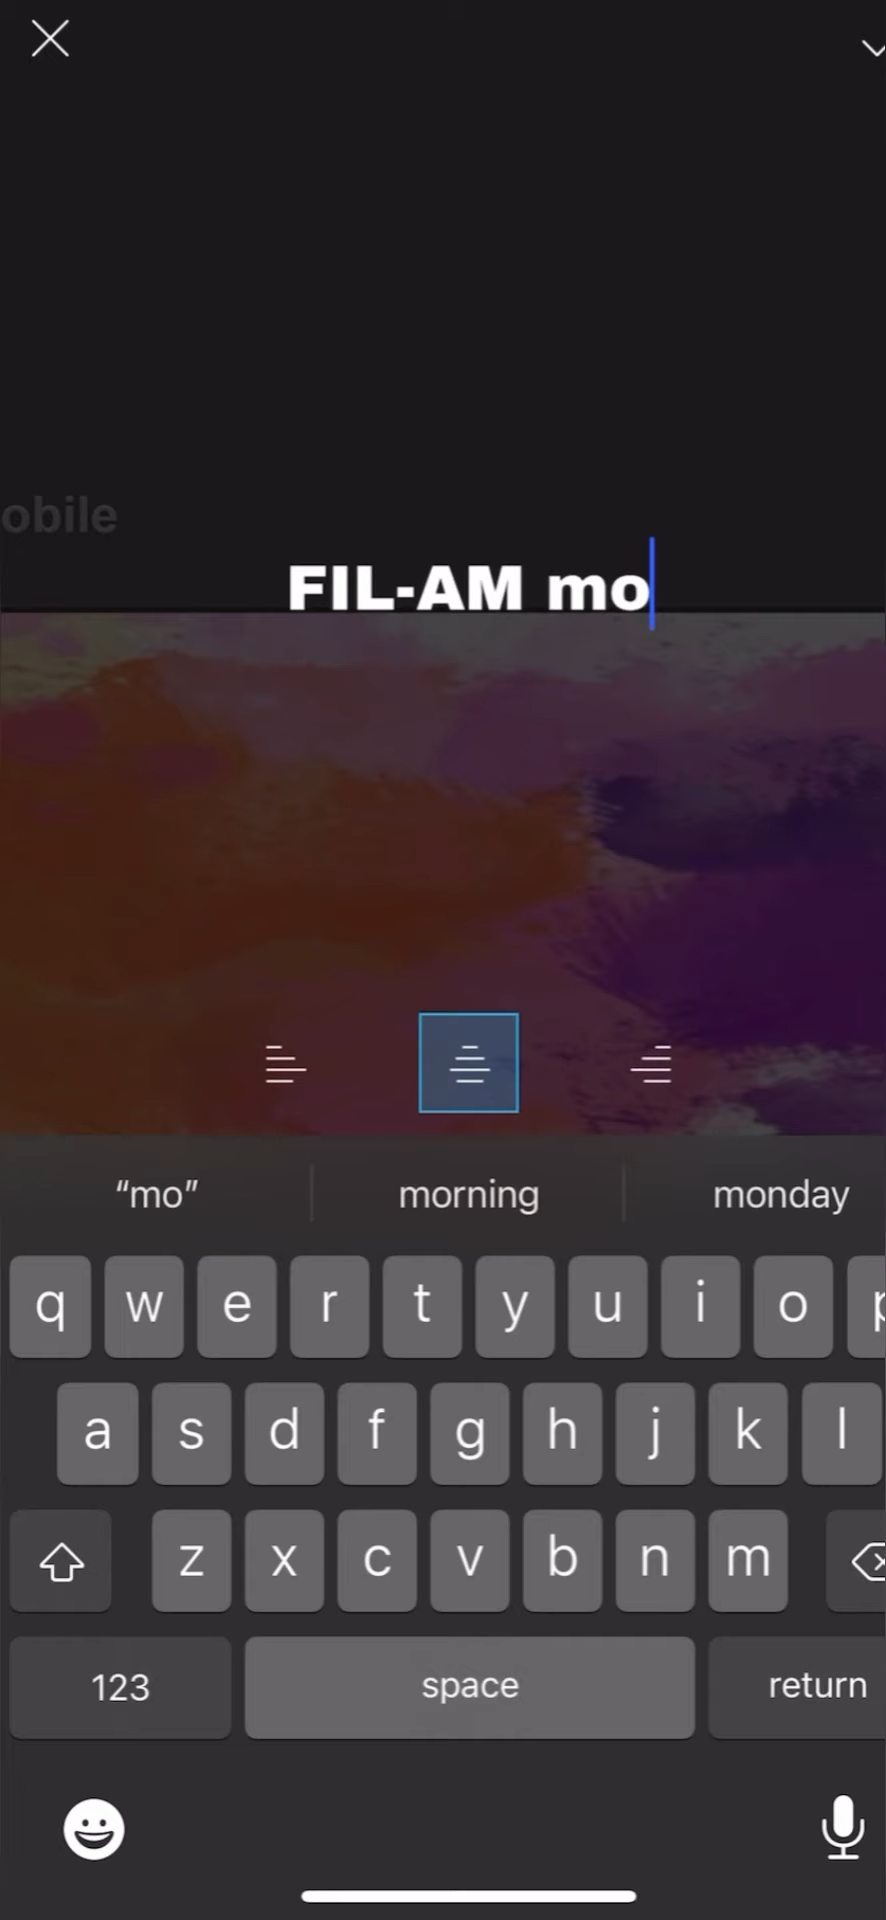 obile
FIL-AM mo
“mo” morning monday
q w e r t y u i o p
a s d f g h j k l
z x c v b n m
123 space return